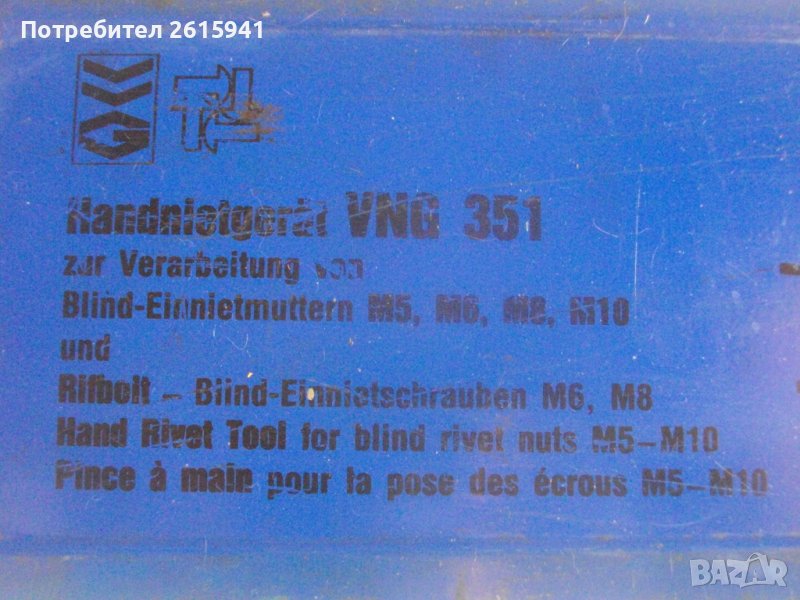 Потребител 2615941
Handnietgerät VNG 351
zur Verarbeitung von
Blind-Einnietmuttern M5, M6, M8, M10
und
Rifbolt – Blind-Einnietschrauben M6, M8
Hand Rivet Tool for blind rivet nuts M5–M10
Pince à main pour la pose des écrous M5–M10
BAZAR